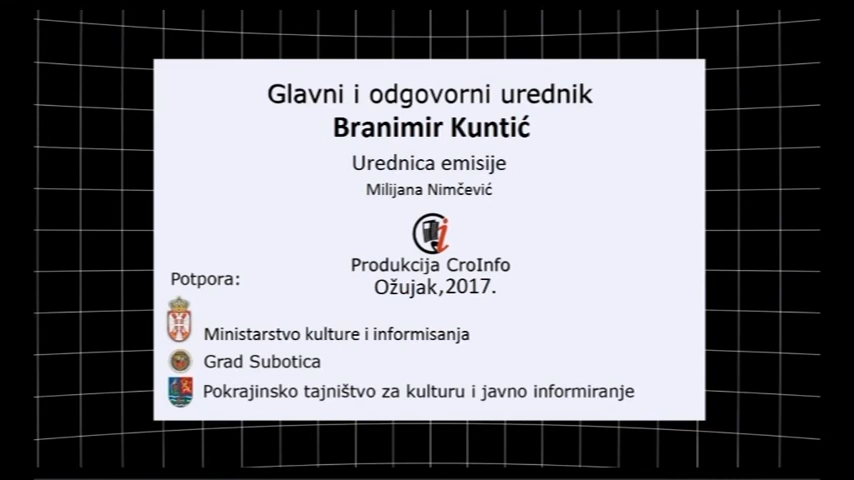 Glavni i odgovorni urednik
Branimir Kuntić
Urednica emisije
Milijana Nimčević
Produkcija CroInfo
Ožujak,2017.
Potpora:
Ministarstvo kulture i informisanja
Grad Subotica
Pokrajinsko tajništvo za kulturu i javno informiranje